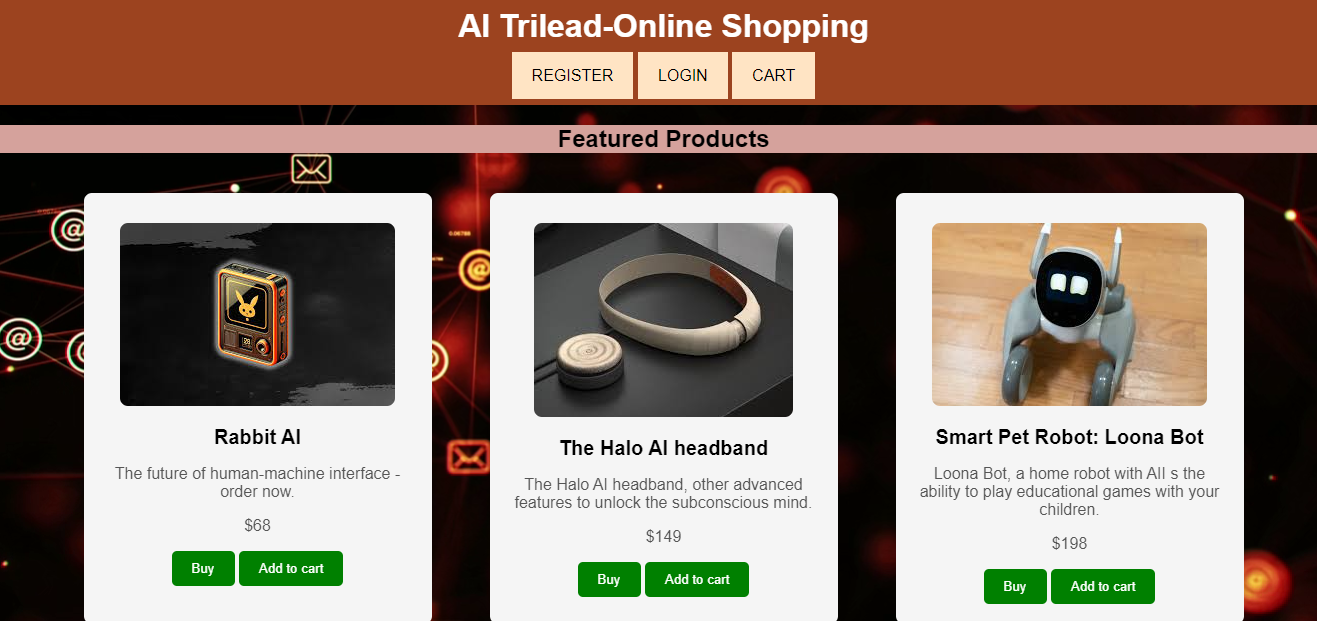 AI Trilead-Online Shopping
REGISTER LOGIN CART
Featured Products
Rabbit AI
The future of human-machine interface -
order now.
$68
Buy Add to cart
The Halo AI headband
The Halo AI headband, other advanced
features to unlock the subconscious mind.
$149
Buy Add to cart
Smart Pet Robot: Loona Bot
Loona Bot, a home robot with AII s the
ability to play educational games with your
children.
$198
Buy Add to cart